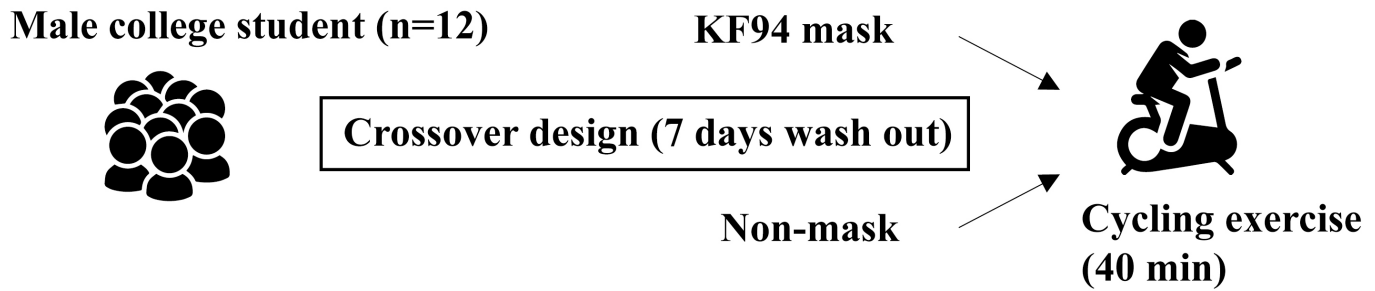 Male college student (n=12)
KF94 mask
Crossover design (7 days wash out)
Non-mask
Cycling exercise
(40 min)